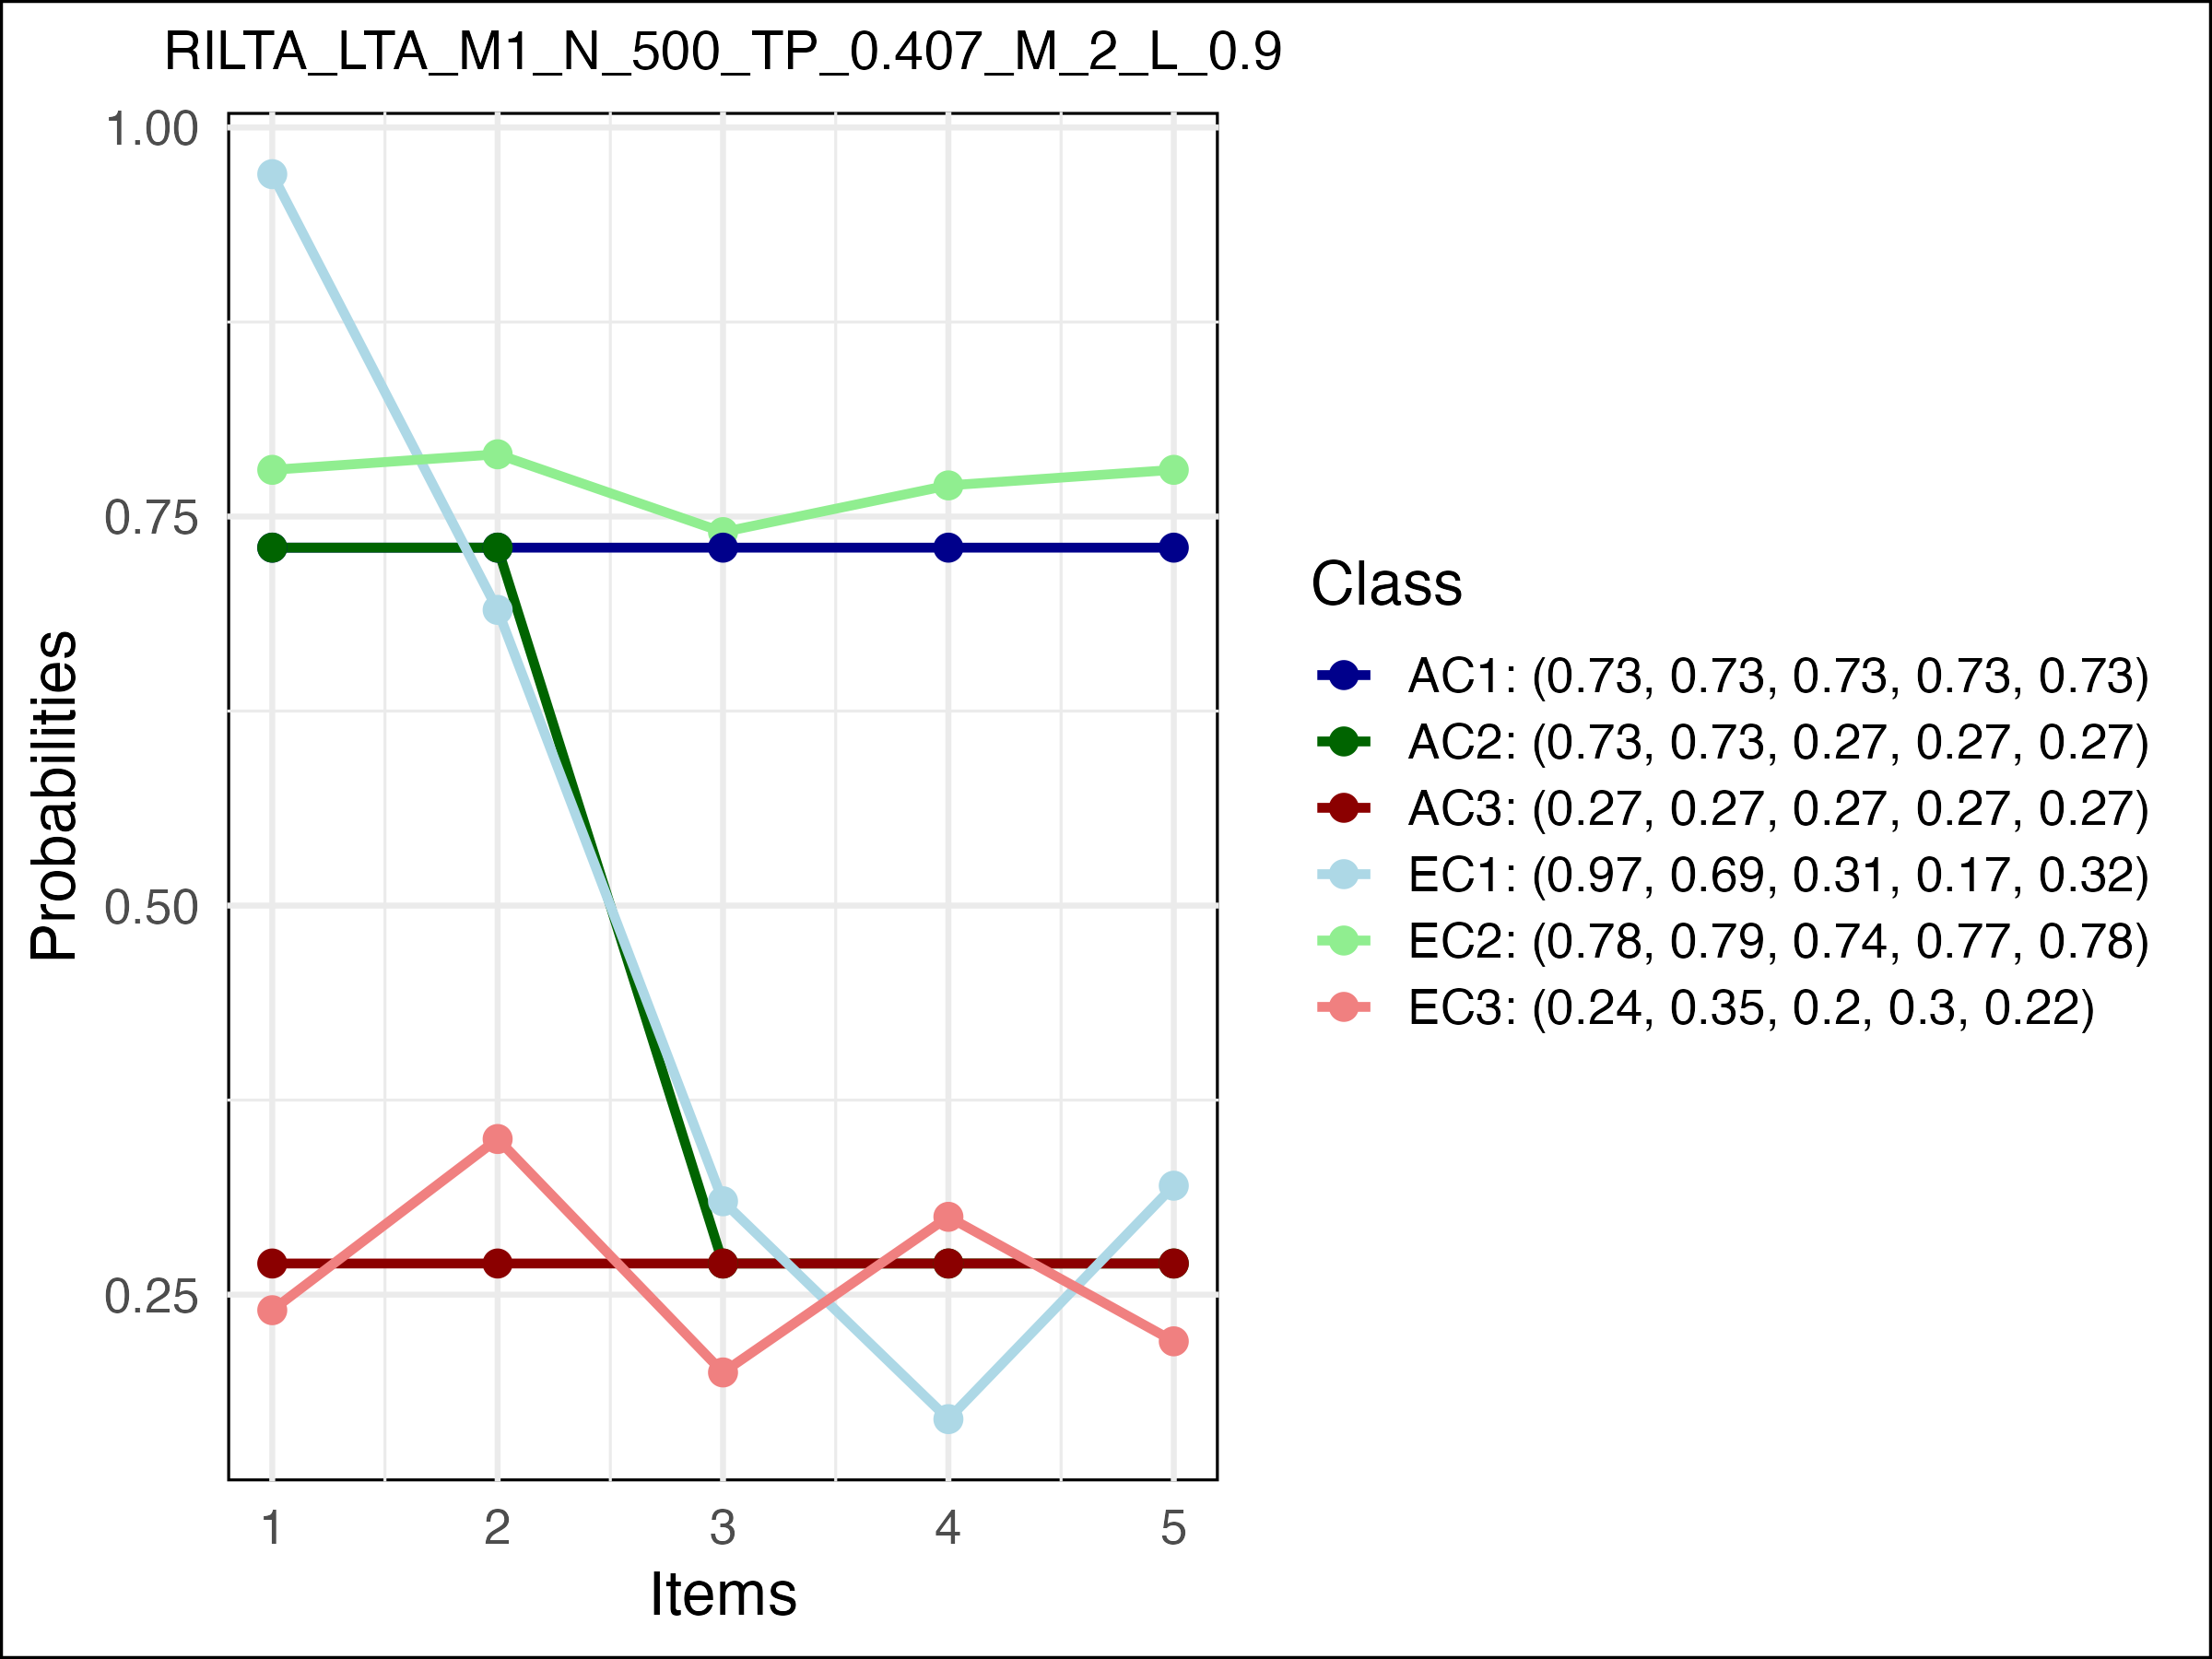 RILTA_LTA_M1_N_500_TP_0.407_M_2_L_0.9
1.00
0.75
0.50
0.25
Probabilities
1 2 3 4 5
Items
Class
AC1: (0.73, 0.73, 0.73, 0.73, 0.73)
AC2: (0.73, 0.73, 0.27, 0.27, 0.27)
AC3: (0.27, 0.27, 0.27, 0.27, 0.27)
EC1: (0.97, 0.69, 0.31, 0.17, 0.32)
EC2: (0.78, 0.79, 0.74, 0.77, 0.78)
EC3: (0.24, 0.35, 0.2, 0.3, 0.22)